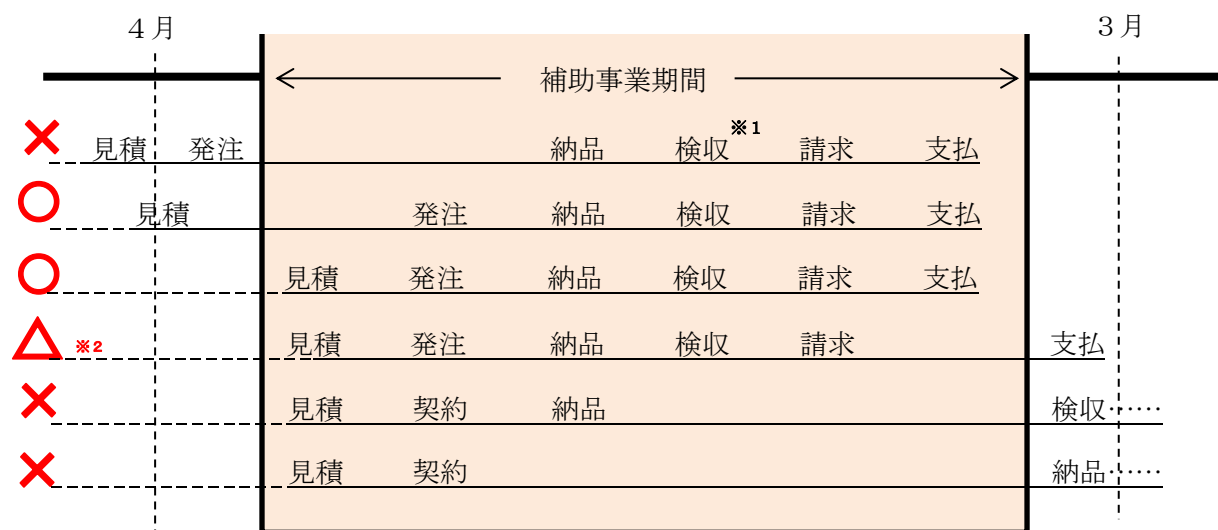 ４月
３月
補助事業期間
× 見積 発注 納品 検収※1 請求 支払
○ 見積 発注 納品 検収 請求 支払
○ 見積 発注 納品 検収 請求 支払
△ ※2 見積 発注 納品 検収 請求 支払
× 見積 契約 納品 検収……
× 見積 契約 納品……